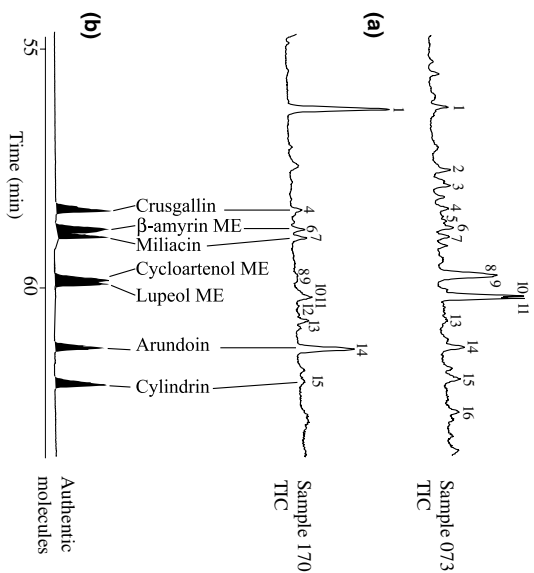 (a)
1
2
3
4
5
6
7
8
9
10
11
13
14
15
16
Sample 073
TIC
1
4
6
7
8
9
10
11
12
13
14
15
Sample 170
TIC
(b)
Crusgallin
β-amyrin ME
Miliacin
Cycloartenol ME
Lupeol ME
Arundoin
Cylindrin
Authentic
molecules
55
60
Time (min)